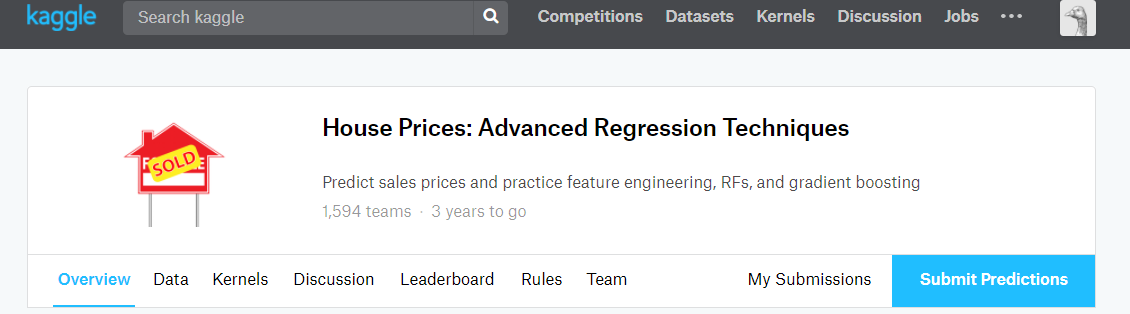 kaggle Search kaggle Competitions Datasets Kernels Discussion Jobs
House Prices: Advanced Regression Techniques
SOLD
Predict sales prices and practice feature engineering, RFs, and gradient boosting
1,594 teams · 3 years to go
Overview Data Kernels Discussion Leaderboard Rules Team My Submissions Submit Predictions